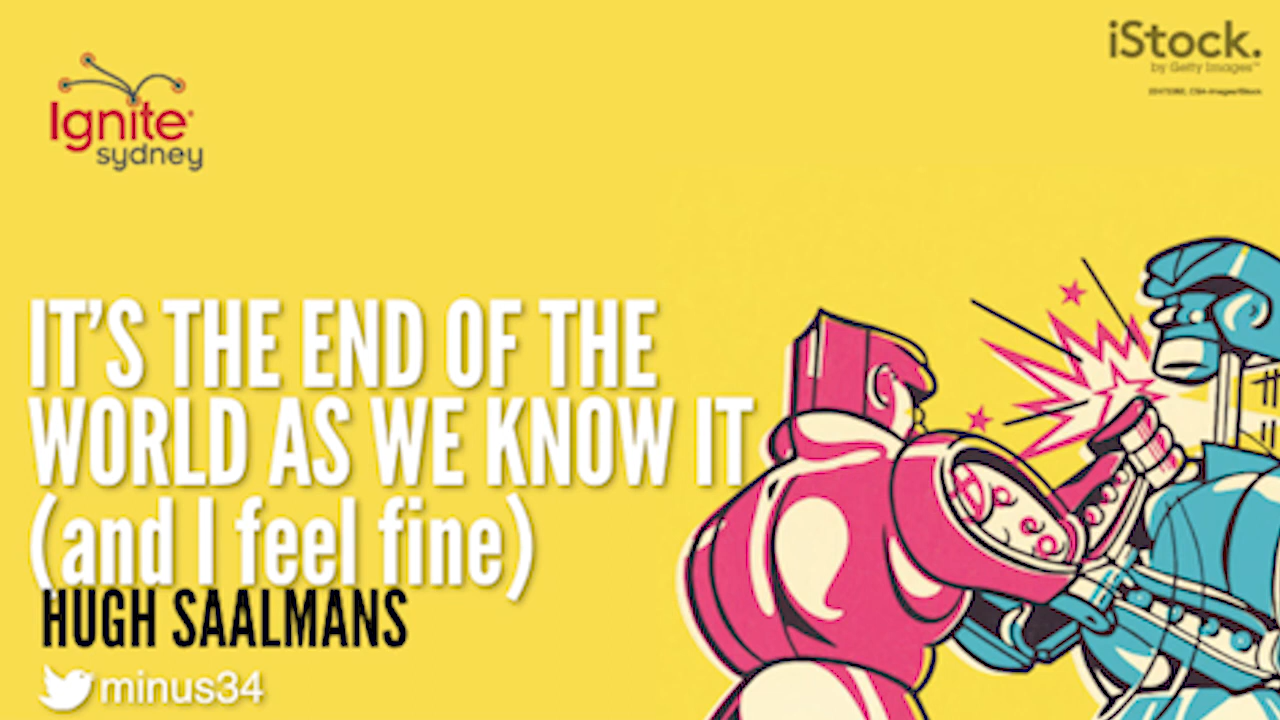 iStock.
by Getty Images™
Ignite
sydney
IT’S THE END OF THE
WORLD AS WE KNOW IT
(and I feel fine)
HUGH SAALMANS
minus34